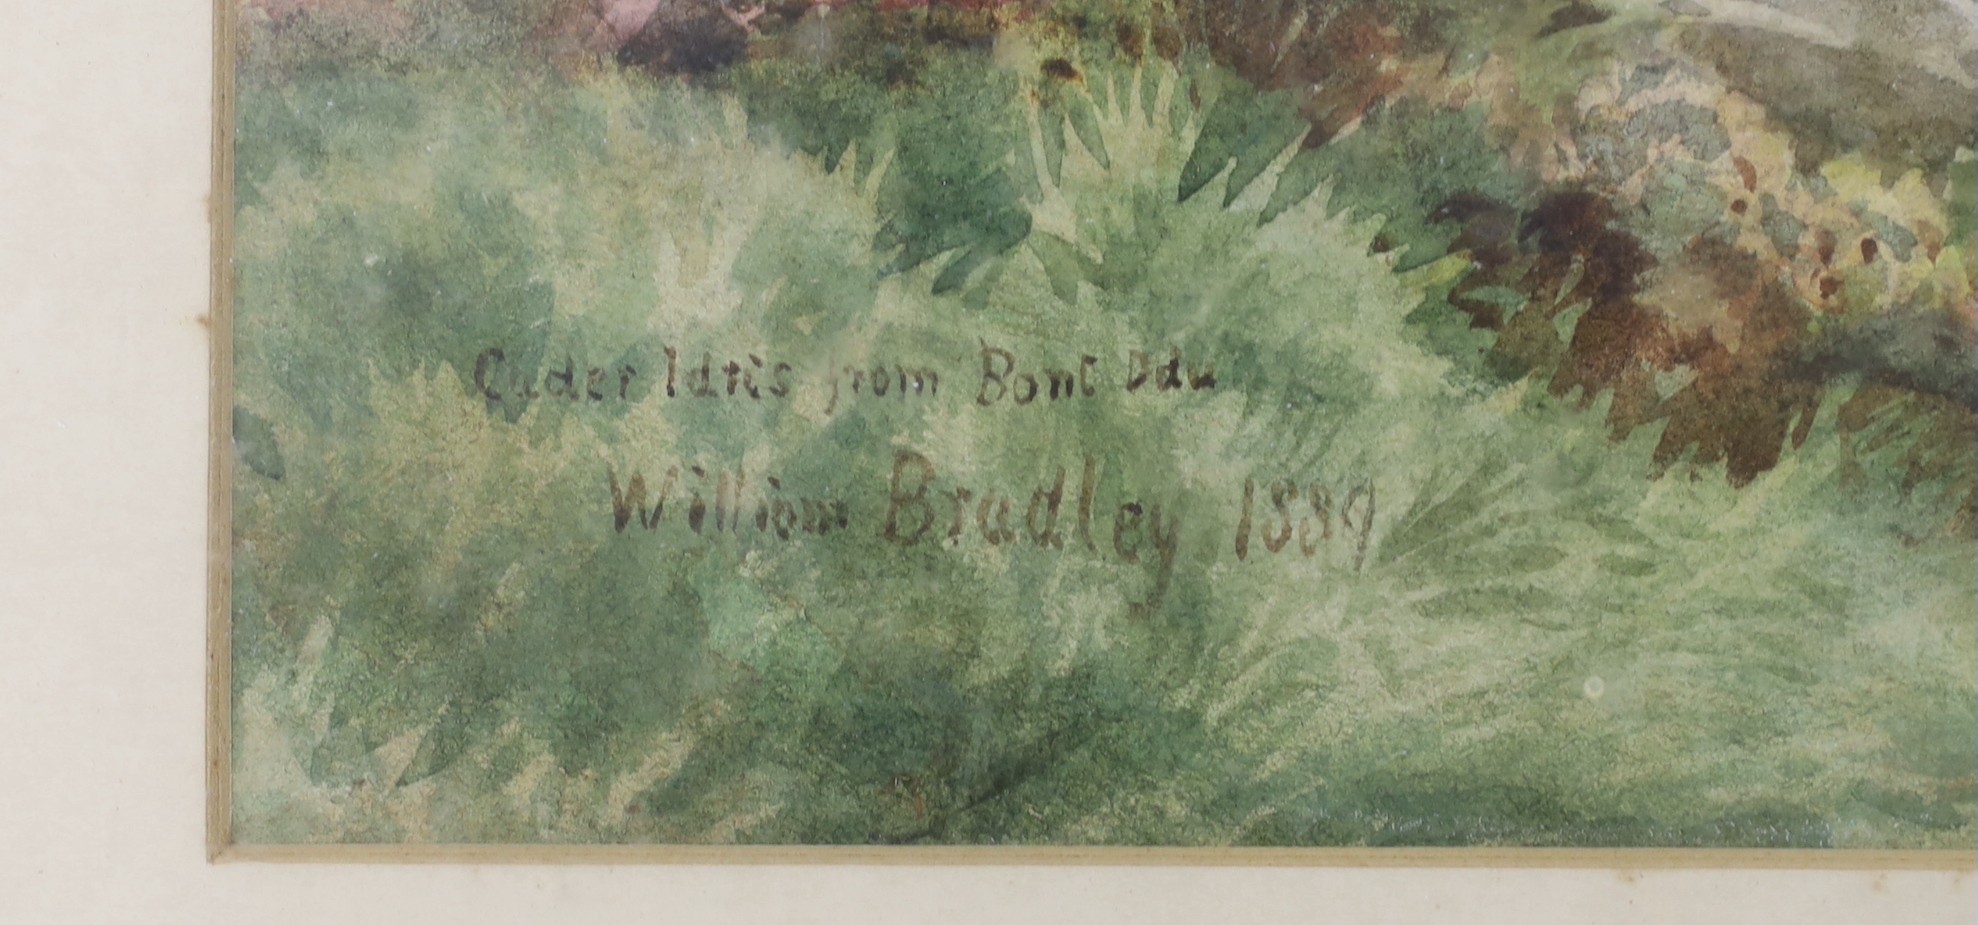 Cader Idris from Bont Ddu
William Bradley 1889